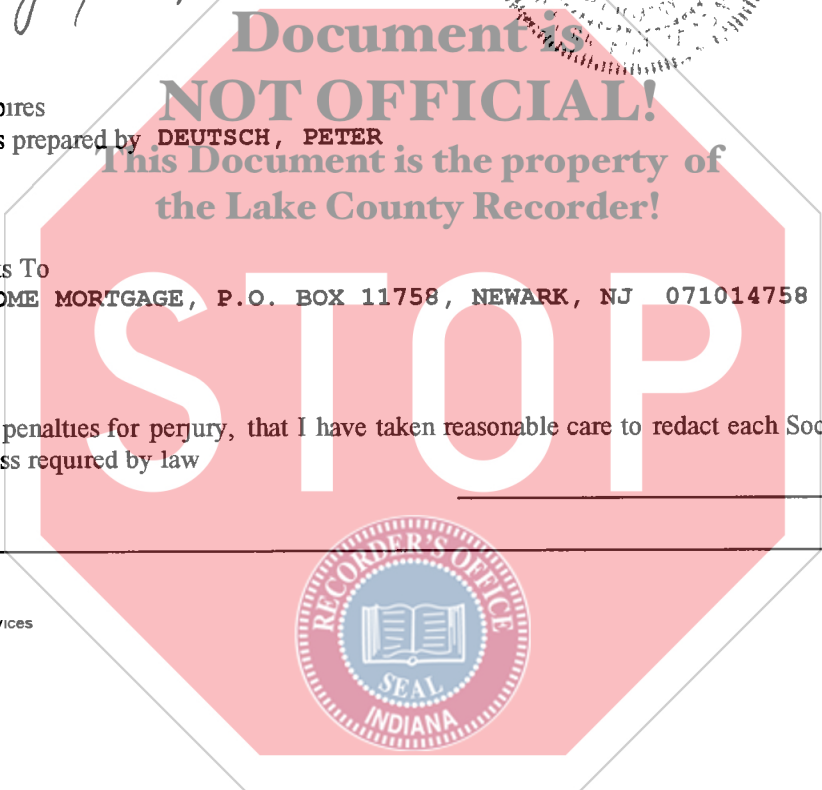 Document is
NOT OFFICIAL!
pires
s prepared by DEUTSCH, PETER
This Document is the property of
the Lake County Recorder!
s To
OME MORTGAGE, P.O. BOX 11758, NEWARK, NJ 071014758
STOP
penalties for perjury, that I have taken reasonable care to redact each Soc
ss required by law
RECORDER'S OFFICE
vices
SEAL
INDIANA